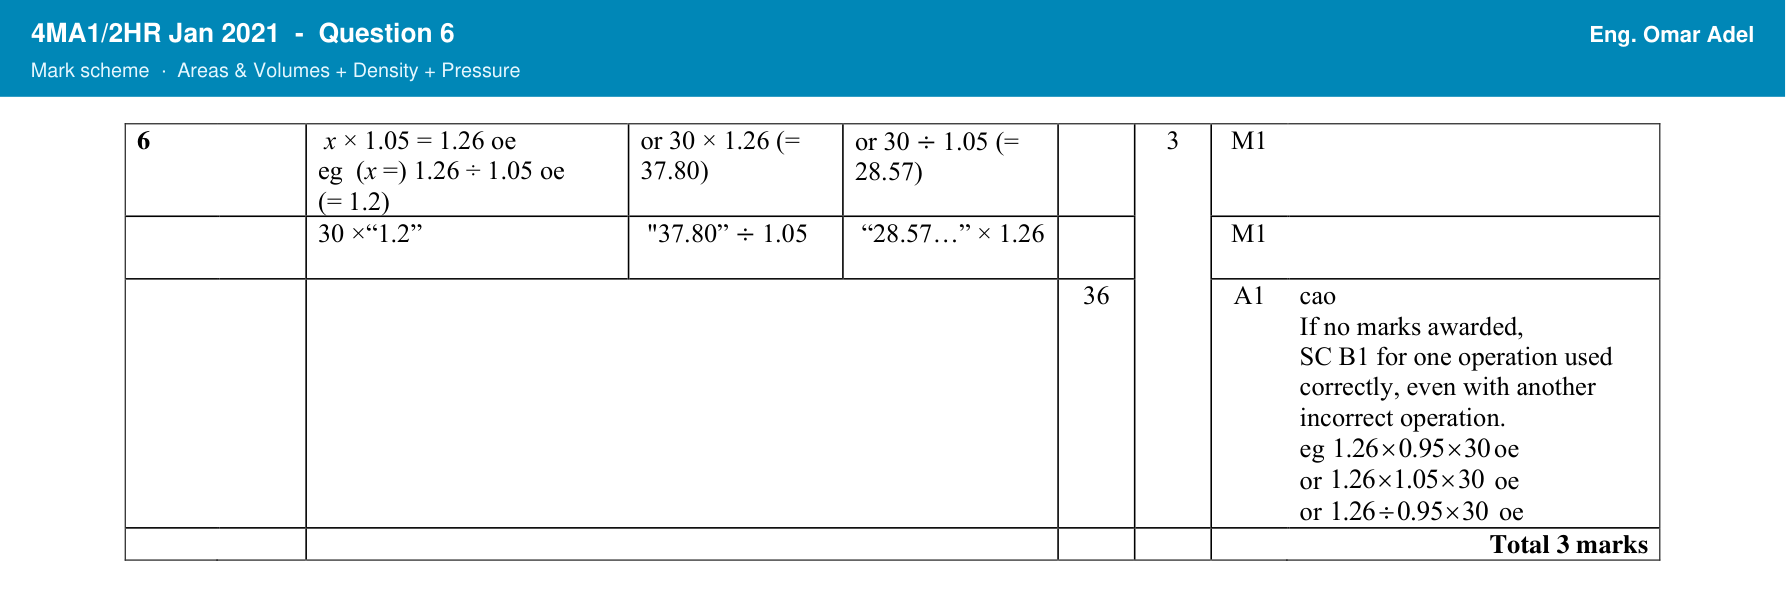 4MA1/2HR Jan 2021 - Question 6
Eng. Omar Adel
Mark scheme · Areas & Volumes + Density + Pressure
6
x × 1.05 = 1.26 oe
eg (x =) 1.26 ÷ 1.05 oe
(= 1.2)
or 30 × 1.26 (=
37.80)
or 30 ÷ 1.05 (=
28.57)
3
M1
30 ×“1.2”
"37.80” ÷ 1.05
“28.57…” × 1.26
M1
36
A1
cao
If no marks awarded,
SC B1 for one operation used
correctly, even with another
incorrect operation.
eg 1.26×0.95×30 oe
or 1.26×1.05×30 oe
or 1.26÷0.95×30 oe
Total 3 marks